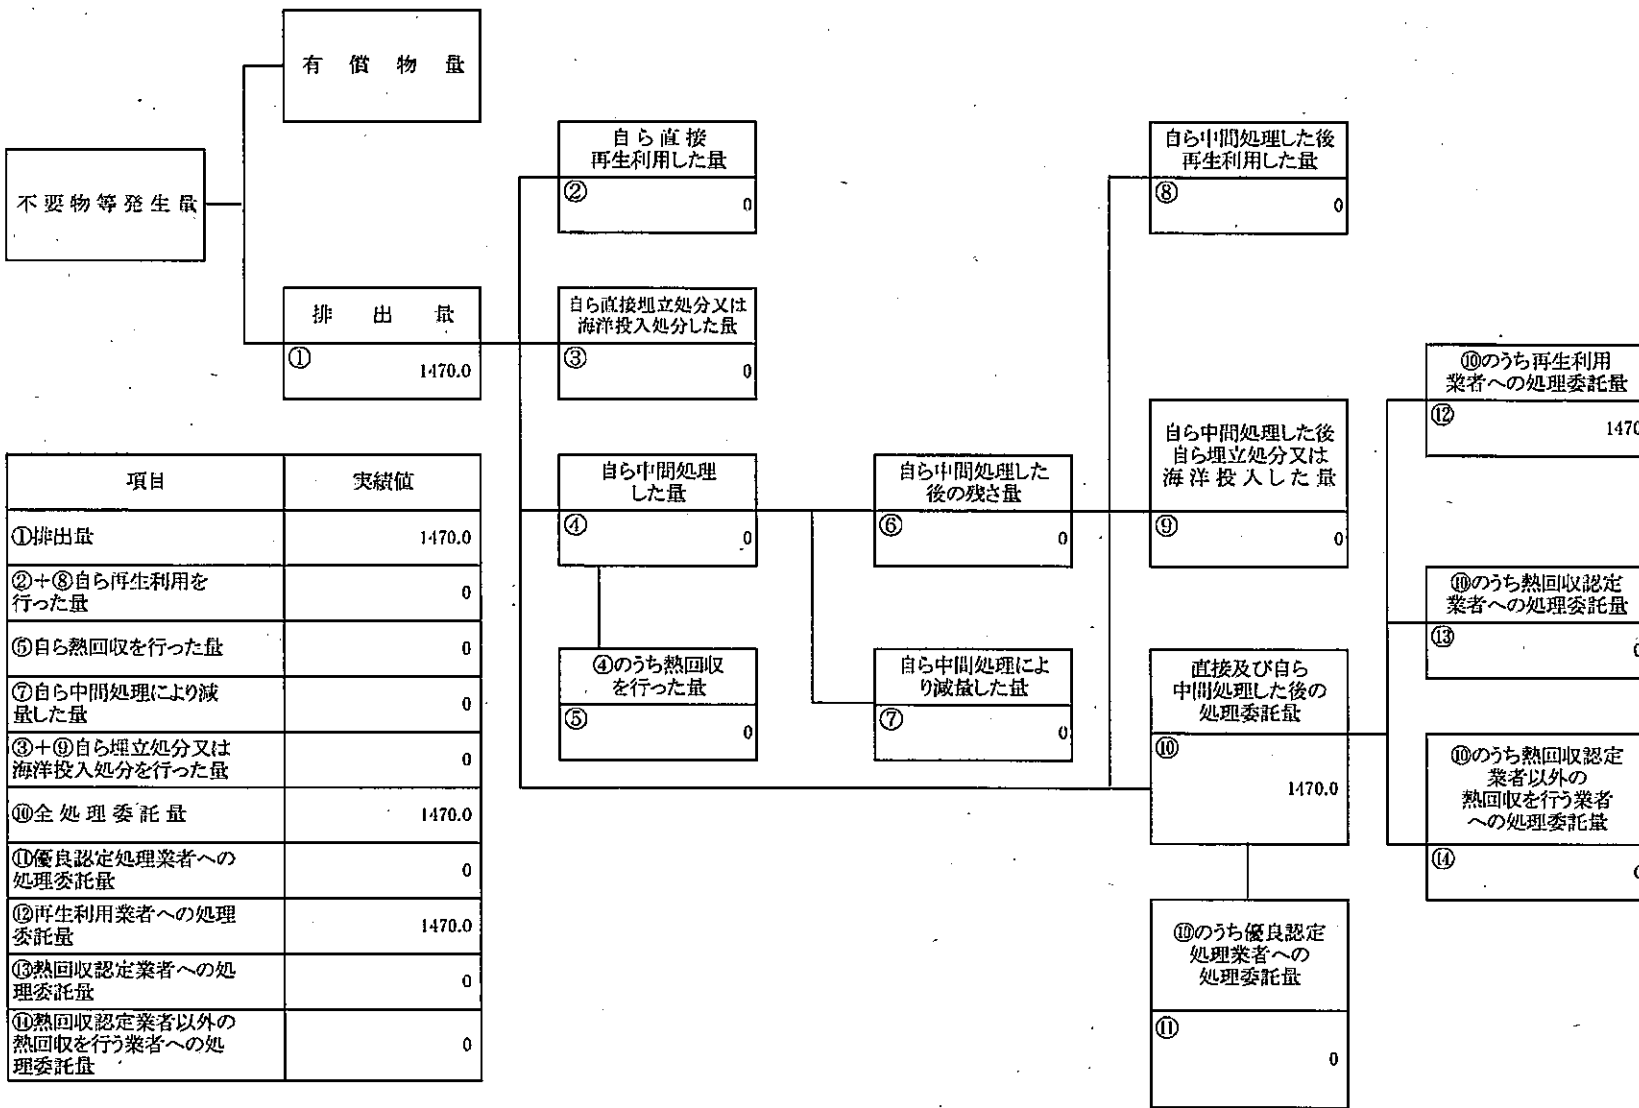 有償物量
不要物等発生量
排出量
①
1470.0
自ら直接
再生利用した量
②
0
自ら直接埋立処分又は
海洋投入処分した量
③
0
自ら中間処理
した量
④
0
④のうち熱回収
を行った量
⑤
0
自ら中間処理した
後の残さ量
⑥
0
自ら中間処理によ
り減量した量
⑦
0
自ら中間処理した後
再生利用した量
⑧
0
自ら中間処理した後
自ら埋立処分又は
海洋投入した量
⑨
0
直接及び自ら
中間処理した後の
処理委託量
⑩
1470.0
⑩のうち優良認定
処理業者への
処理委託量
⑪
0
⑩のうち再生利用
業者への処理委託量
⑫
1470
⑩のうち熱回収認定
業者への処理委託量
⑬
0
⑩のうち熱回収認定
業者以外の
熱回収を行う業者
への処理委託量
⑭
項目 実績値
①排出量 1470.0
②+⑧自ら再生利用を
行った量 0
⑤自ら熱回収を行った量 0
⑦自ら中間処理により減
量した量 0
③+⑨自ら埋立処分又は
海洋投入処分を行った量 0
⑩全処理委託量 1470.0
⑪優良認定処理業者への
処理委託量 0
⑫再生利用業者への処理
委託量 1470.0
⑬熱回収認定業者への処
理委託量 0
⑭熱回収認定業者以外の
熱回収を行う業者への処
理委託量 0